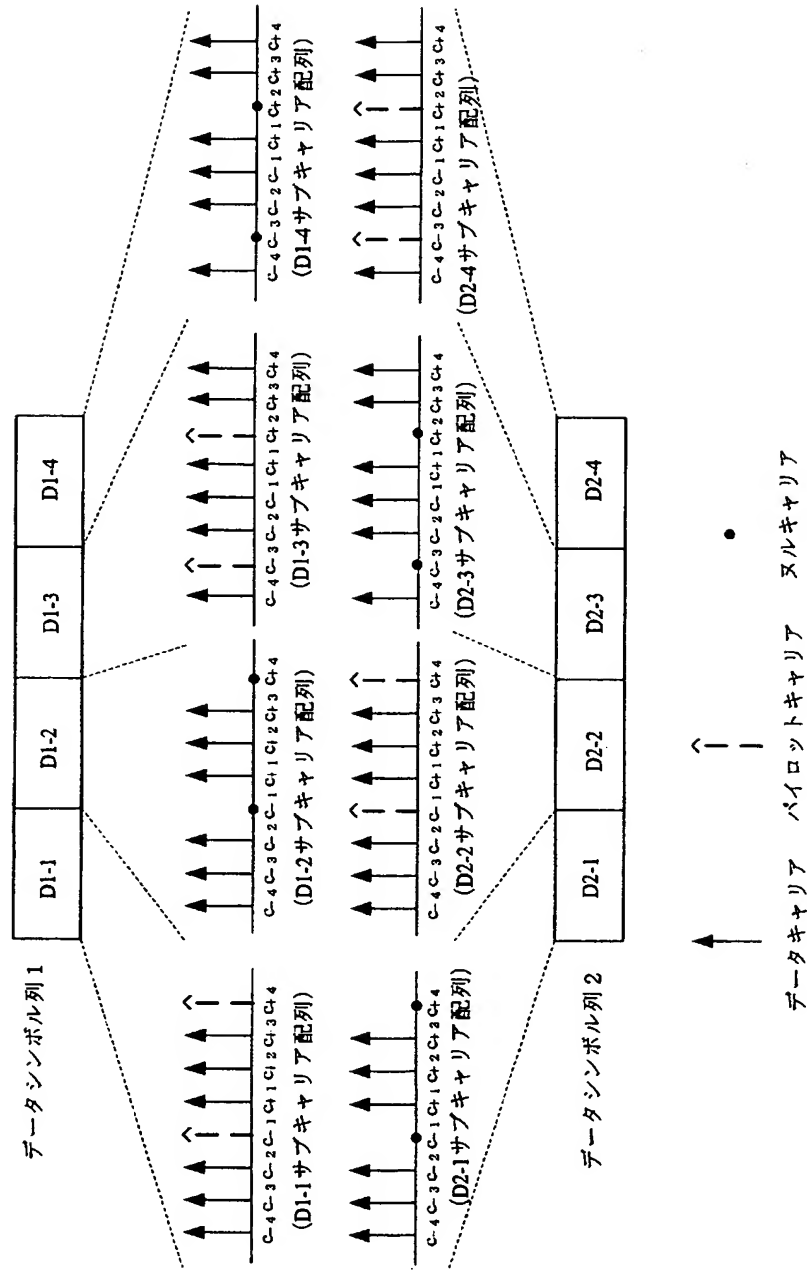 データシンボル列1
D1-1
D1-2
D1-3
D1-4
C-4 C-3 C-2 C-1 C+1 C+2 C+3 C+4
(D1-1サブキャリア配列)
C-4 C-3 C-2 C-1 C+1 C+2 C+3 C+4
(D1-2サブキャリア配列)
C-4 C-3 C-2 C-1 C+1 C+2 C+3 C+4
(D1-3サブキャリア配列)
C-4 C-3 C-2 C-1 C+1 C+2 C+3 C+4
(D1-4サブキャリア配列)
C-4 C-3 C-2 C-1 C+1 C+2 C+3 C+4
(D2-1サブキャリア配列)
C-4 C-3 C-2 C-1 C+1 C+2 C+3 C+4
(D2-2サブキャリア配列)
C-4 C-3 C-2 C-1 C+1 C+2 C+3 C+4
(D2-3サブキャリア配列)
C-4 C-3 C-2 C-1 C+1 C+2 C+3 C+4
(D2-4サブキャリア配列)
データシンボル列2
D2-1
D2-2
D2-3
D2-4
データキャリア
パイロットキャリア
ヌルキャリア